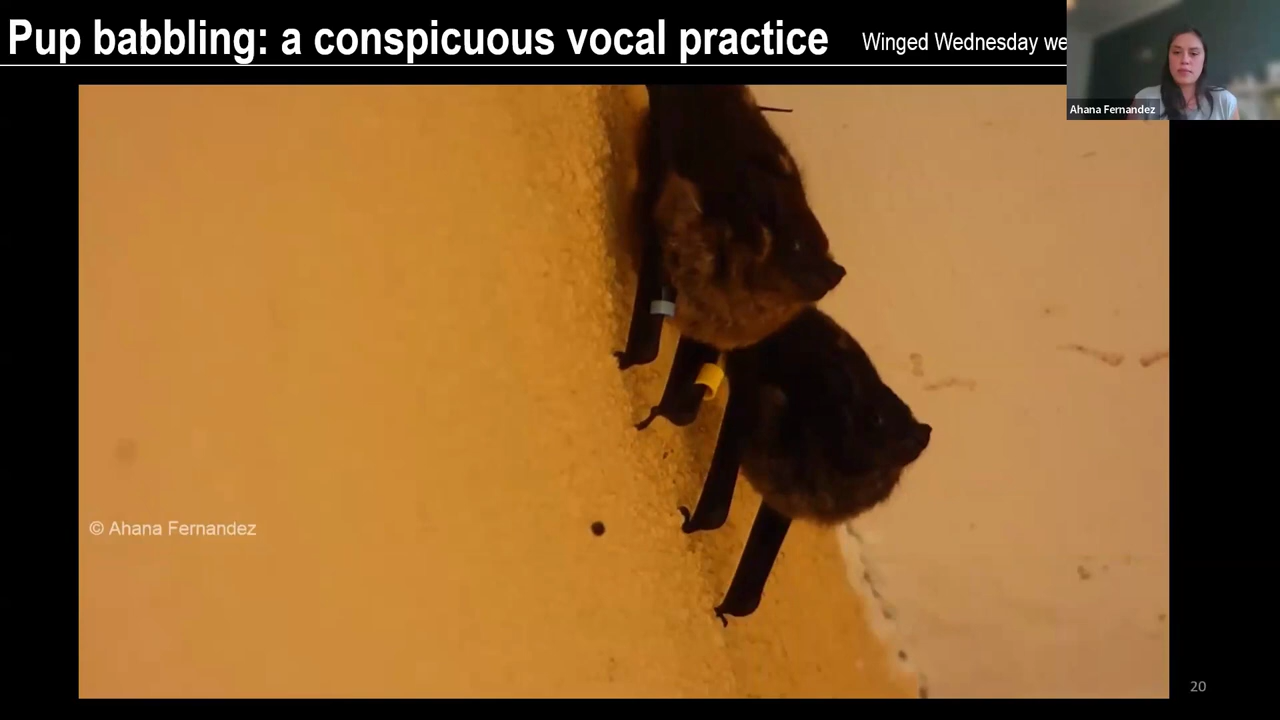 Pup babbling: a conspicuous vocal practice
Winged Wednesday we
Ahana Fernandez
© Ahana Fernandez
20